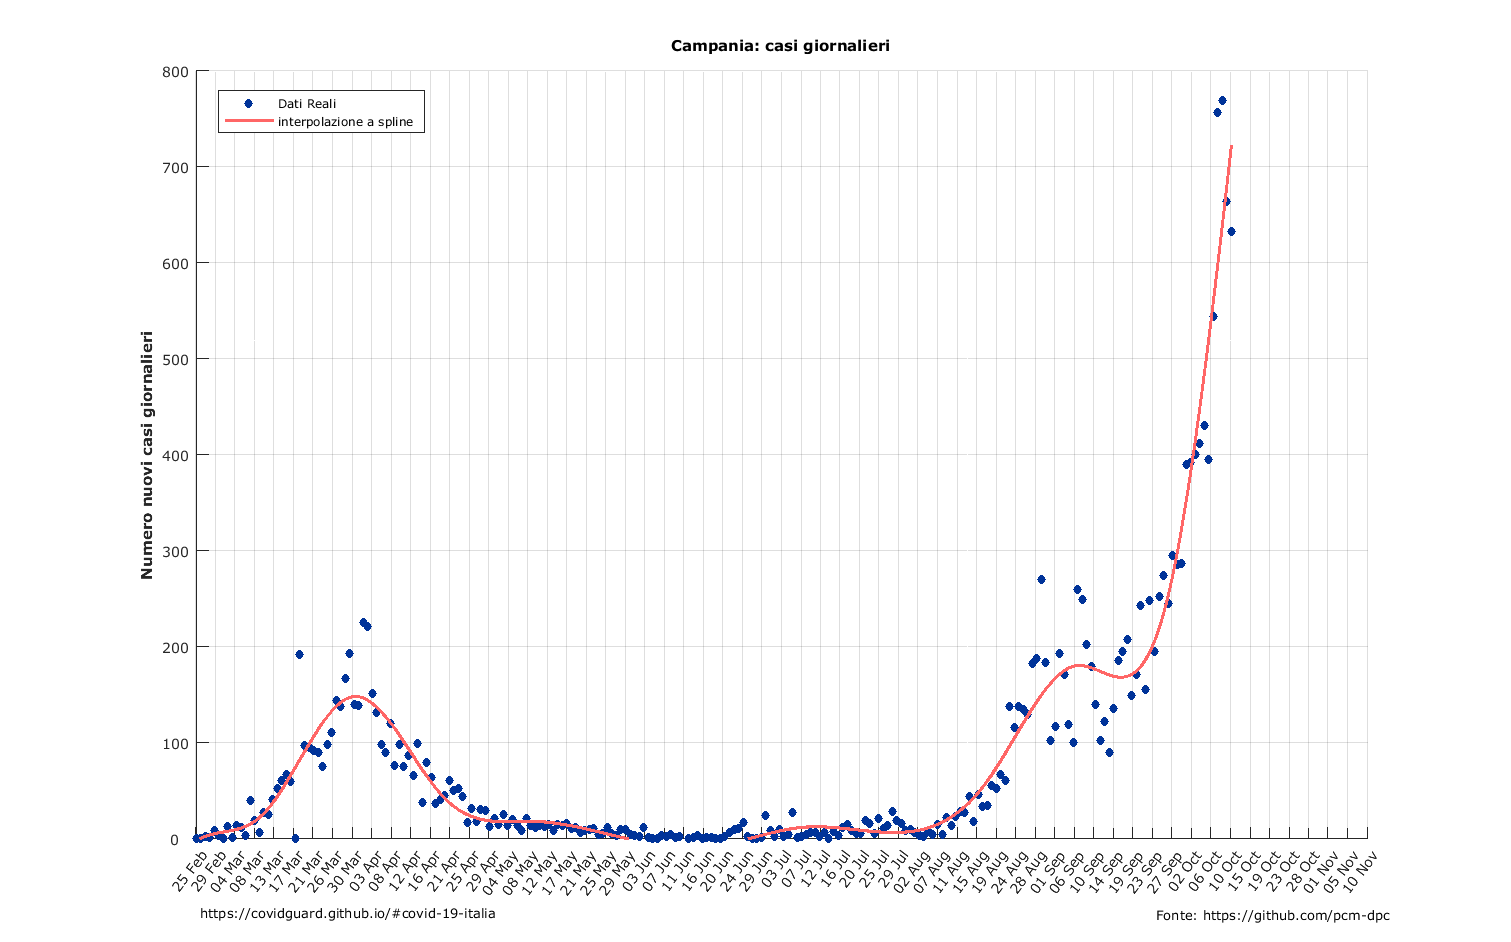 Campania: casi giornalieri
Dati Reali
interpolazione a spline
Numero nuovi casi giornalieri
800
700
600
500
400
300
200
100
0
25 Feb
29 Feb
04 Mar
08 Mar
13 Mar
17 Mar
21 Mar
26 Mar
30 Mar
03 Apr
08 Apr
12 Apr
16 Apr
21 Apr
25 Apr
29 Apr
04 May
08 May
12 May
17 May
21 May
25 May
29 May
03 Jun
07 Jun
11 Jun
16 Jun
20 Jun
24 Jun
29 Jun
03 Jul
07 Jul
12 Jul
16 Jul
20 Jul
25 Jul
29 Jul
02 Aug
07 Aug
11 Aug
15 Aug
19 Aug
24 Aug
28 Aug
01 Sep
06 Sep
10 Sep
14 Sep
19 Sep
23 Sep
27 Sep
02 Oct
06 Oct
10 Oct
15 Oct
19 Oct
23 Oct
28 Oct
01 Nov
05 Nov
10 Nov
https://covidguard.github.io/#covid-19-italia
Fonte: https://github.com/pcm-dpc